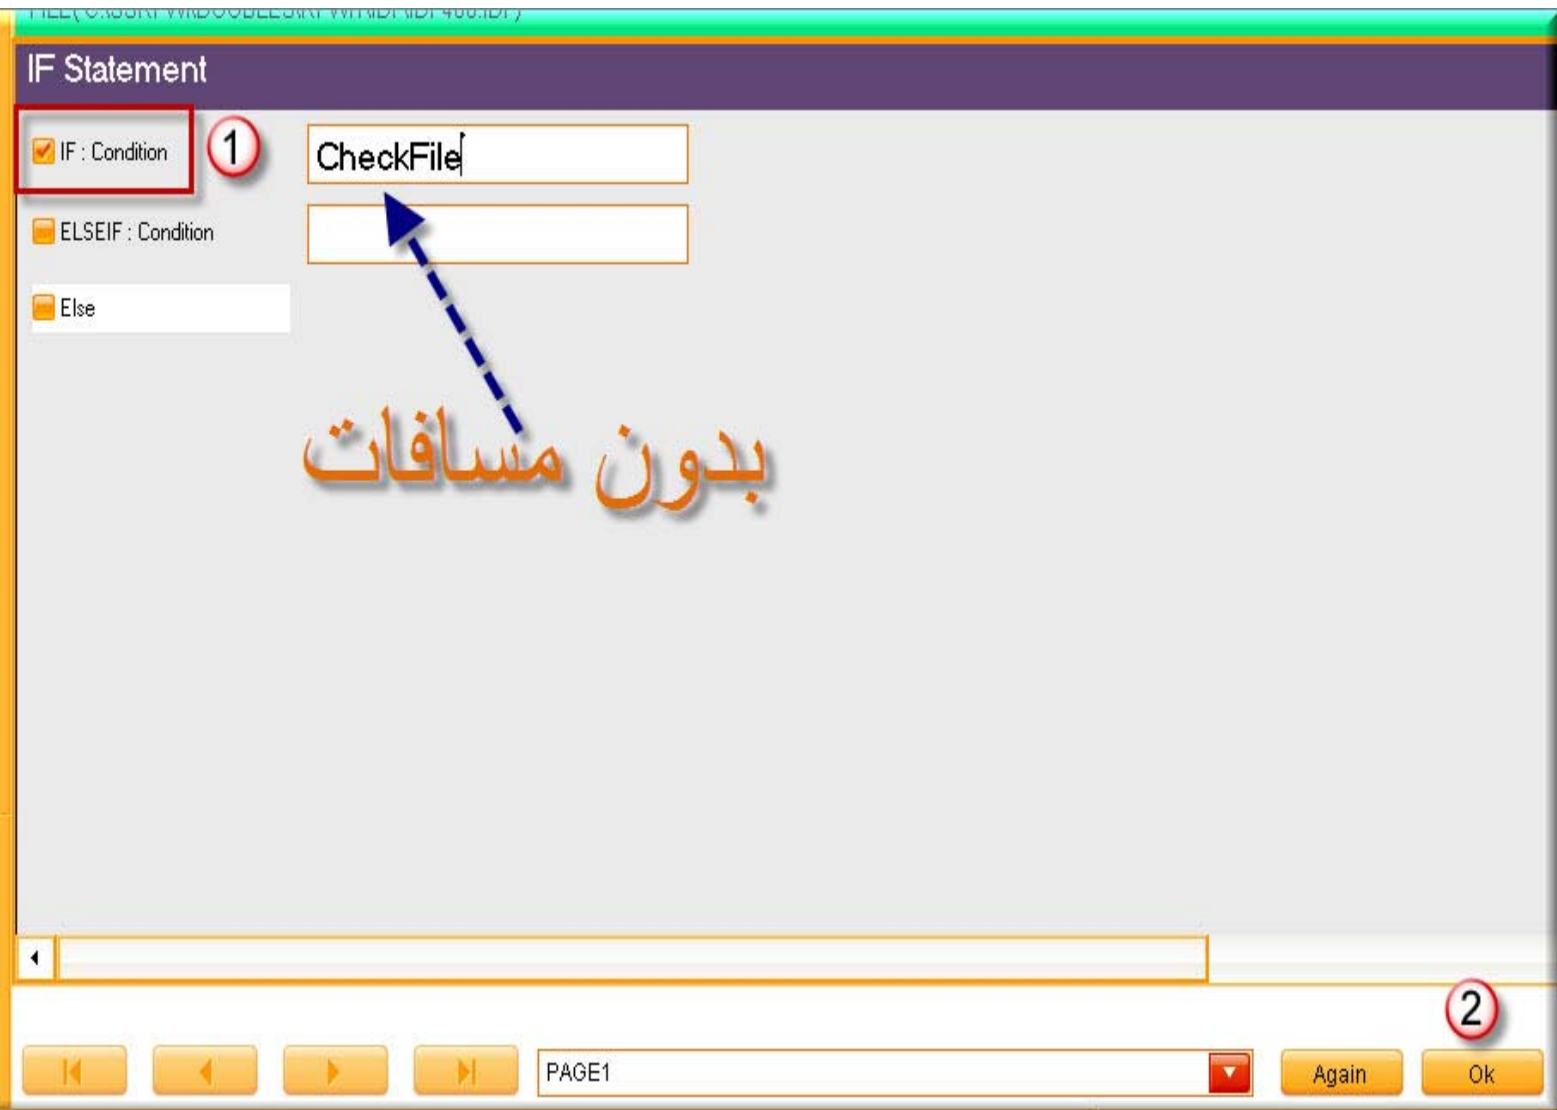 IF Statement
IF : Condition
1
CheckFile
ELSEIF : Condition
Else
بدون مسافات
2
PAGE1
Again
Ok